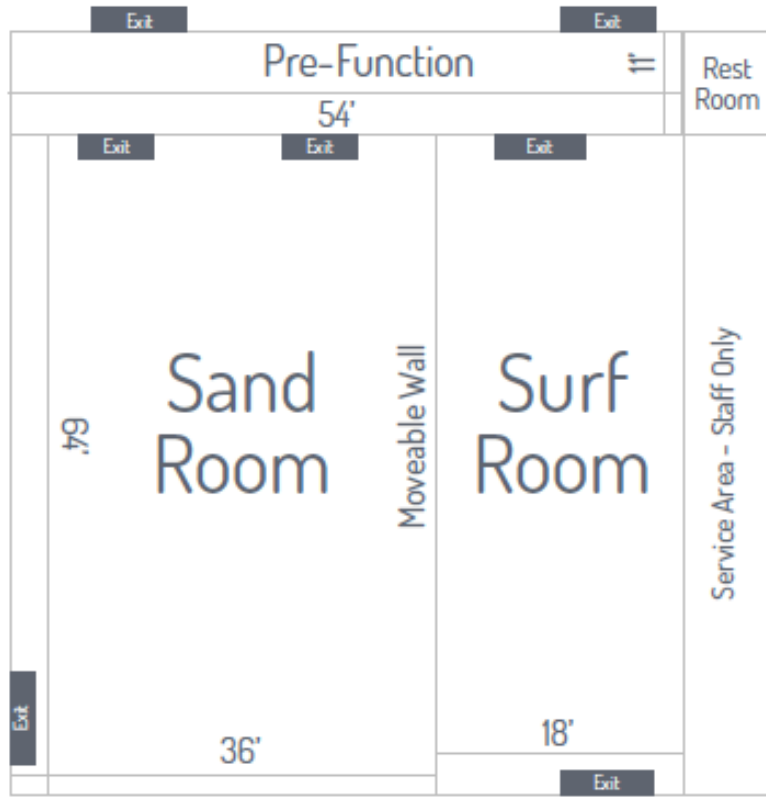 Exit
Exit
Pre-Function
11'
Rest
Room
54'
Exit
Exit
Exit
Sand
Room
64'
Moveable Wall
Surf
Room
Service Area - Staff Only
Exit
36'
18'
Exit